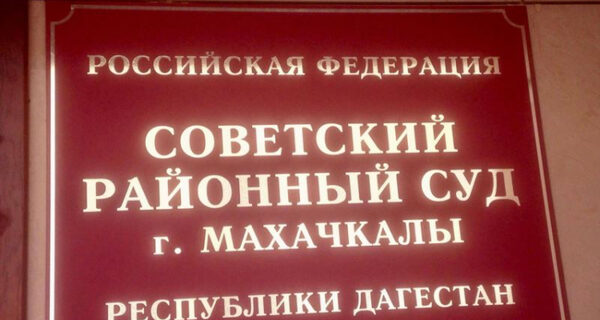 РОССИЙСКАЯ ФЕДЕРАЦИЯ
СОВЕТСКИЙ
РАЙОННЫЙ СУД
г. МАХАЧКАЛЫ
РЕСПУБЛИКИ ДАГЕСТАН